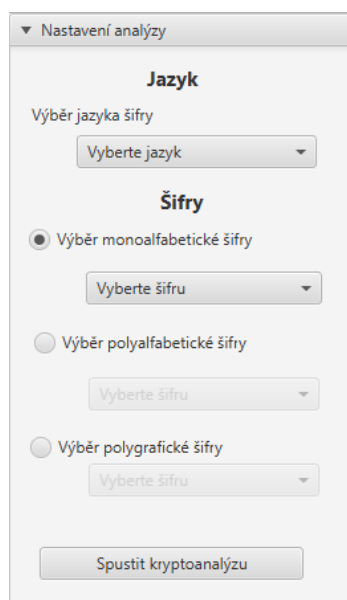 Nastavení analýzy
Jazyk
Výběr jazyka šifry
Vyberte jazyk
Šifry
Výběr monoalfabetické šifry
Vyberte šifru
Výběr polyalfabetické šifry
Vyberte šifru
Výběr polygrafické šifry
Vyberte šifru
Spustit kryptoanalýzu